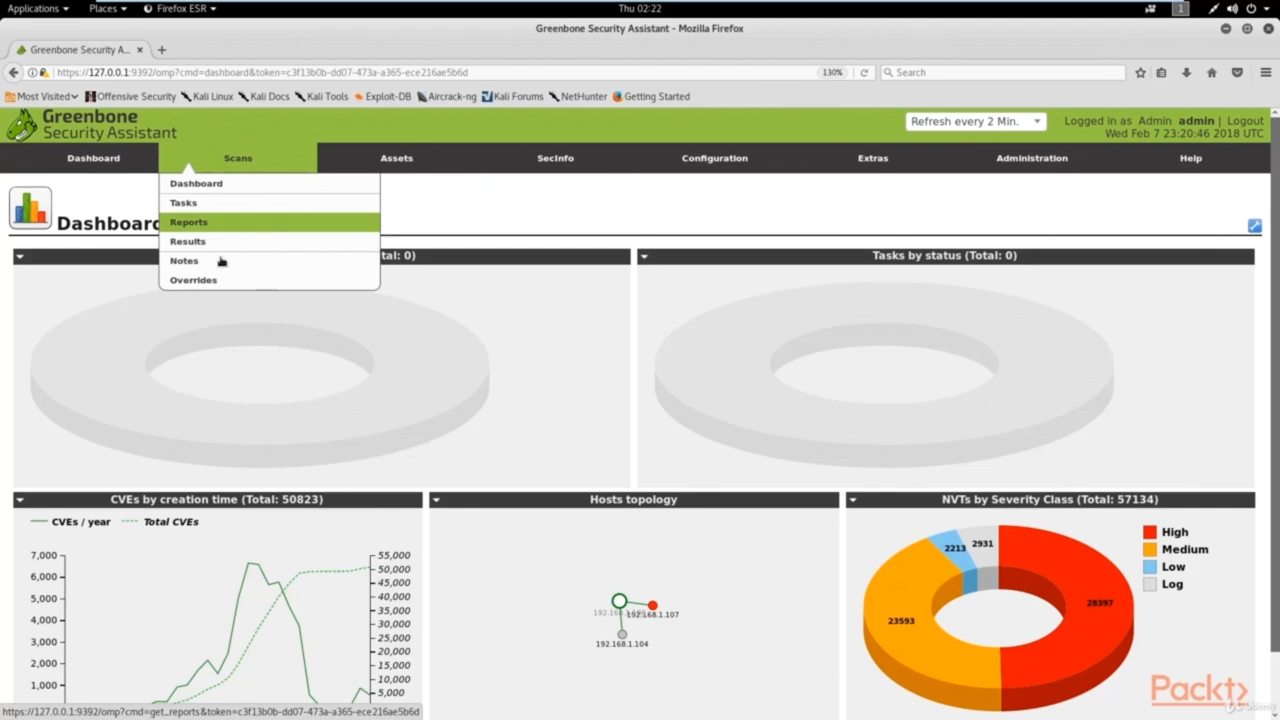 Applications Places Firefox ESR Thu 02:22 1
Greenbone Security Assistant - Mozilla Firefox
Greenbone Security A...
https://127.0.0.1:9392/omp?cmd=dashboard&token=c3f13b0b-dd07-473a-a365-ece216ae5b6d 130% Search
Most Visited Offensive Security Kali Linux Kali Docs Kali Tools Exploit-DB Aircrack-ng Kali Forums NetHunter Getting Started
Greenbone
Security Assistant
Refresh every 2 Min.
Logged in as Admin admin | Logout
Wed Feb 7 23:20:46 2018 UTC
Dashboard Scans Assets SecInfo Configuration Extras Administration Help
Dashboard
Tasks
Reports
Results
Notes
Overrides
Dashboard
tal: 0)
Tasks by status (Total: 0)
CVEs by creation time (Total: 50823)
CVEs / year Total CVEs
7,000
6,000
5,000
4,000
3,000
2,000
1,000
55,000
50,000
45,000
40,000
35,000
30,000
25,000
20,000
15,000
10,000
5,000
Hosts topology
192.168.1.107
192.168.1.104
NVTs by Severity Class (Total: 57134)
2213
2931
23593
28397
High
Medium
Low
Log
https://127.0.0.1:9392/omp?cmd=get_reports&token=c3f13b0b-dd07-473a-a365-ece216ae5b6d
Packt
Udemy